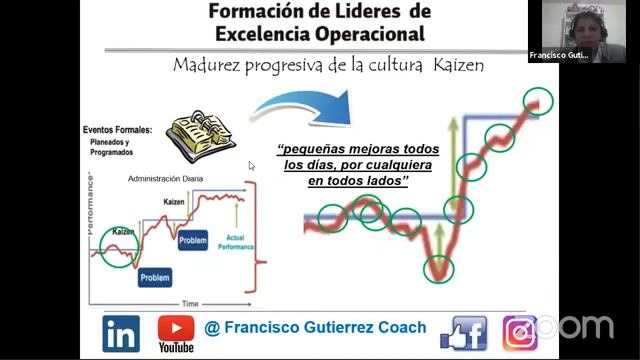 Formación de Lideres de
Excelencia Operacional
Madurez progresiva de la cultura Kaizen
Francisco Guti...
Eventos Formales:
Planeados y
Programados
"pequeñas mejoras todos
los días, por cualquiera
en todos lados"
Administración Diaria
Performance"
Kaizen
Kaizen
Problem
Problem
Actual
Performance"
Time
in
YouTube
@ Francisco Gutierrez Coach
f
zoom